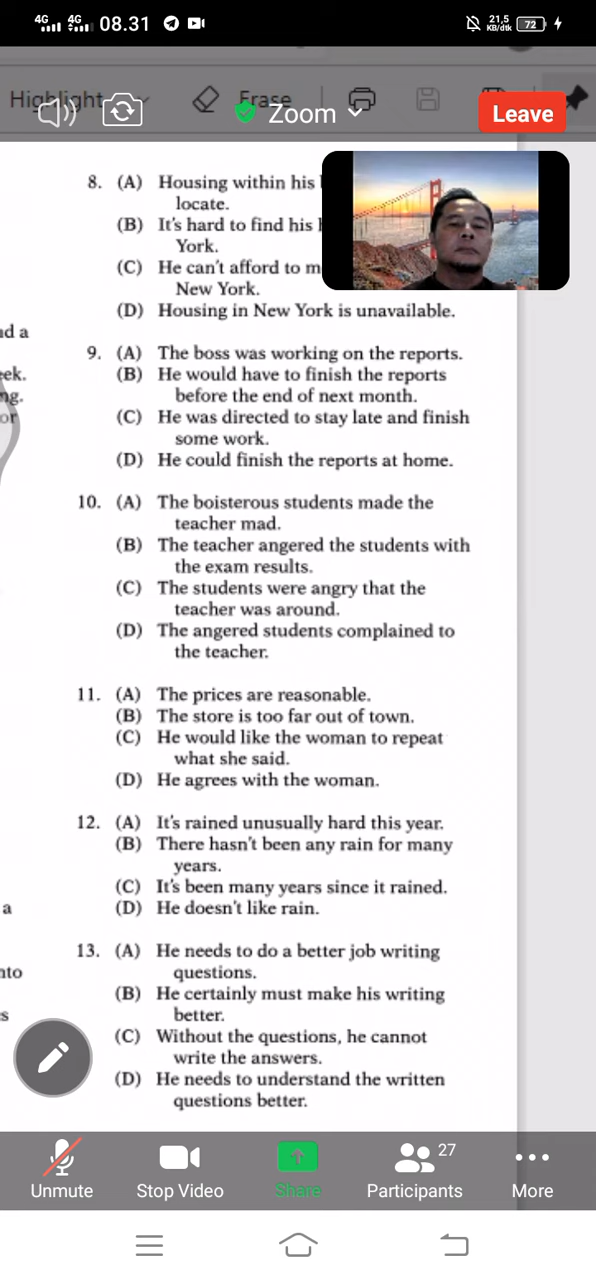 4G 4G 08.31 21,5 KB/dtk 72
Highlight Erase
Zoom Leave
8. (A) Housing within his
locate.
(B) It's hard to find his
York.
(C) He can't afford to m
New York.
(D) Housing in New York is unavailable.
nd a
9. (A) The boss was working on the reports.
eek.
(B) He would have to finish the reports
ng.
before the end of next month.
or
(C) He was directed to stay late and finish
some work.
(D) He could finish the reports at home.
10. (A) The boisterous students made the
teacher mad.
(B) The teacher angered the students with
the exam results.
(C) The students were angry that the
teacher was around.
(D) The angered students complained to
the teacher.
11. (A) The prices are reasonable.
(B) The store is too far out of town.
(C) He would like the woman to repeat
what she said.
(D) He agrees with the woman.
12. (A) It's rained unusually hard this year.
(B) There hasn't been any rain for many
years.
(C) It's been many years since it rained.
a
(D) He doesn't like rain.
13. (A) He needs to do a better job writing
nto
questions.
(B) He certainly must make his writing
s
better.
(C) Without the questions, he cannot
write the answers.
(D) He needs to understand the written
questions better.
27
Unmute Stop Video Share Participants More